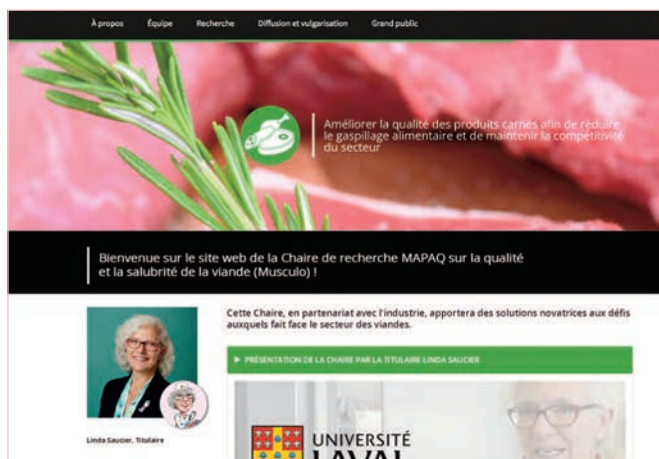 À propos Équipe Recherche Diffusion et vulgarisation Grand public
Améliorer la qualité des produits carnés afin de réduire
le gaspillage alimentaire et de maintenir la compétitivité
du secteur
Bienvenue sur le site web de la Chaire de recherche MAPAQ sur la qualité
et la salubrité de la viande (Musculo) !
Cette Chaire, en partenariat avec l'industrie, apportera des solutions novatrices aux défis
auxquels fait face le secteur des viandes.
PRÉSENTATION DE LA CHAIRE PAR LA TITULAIRE LINDA SAUCIER
Linda Saucier, Titulaire
UNIVERSITÉ
LAVAL